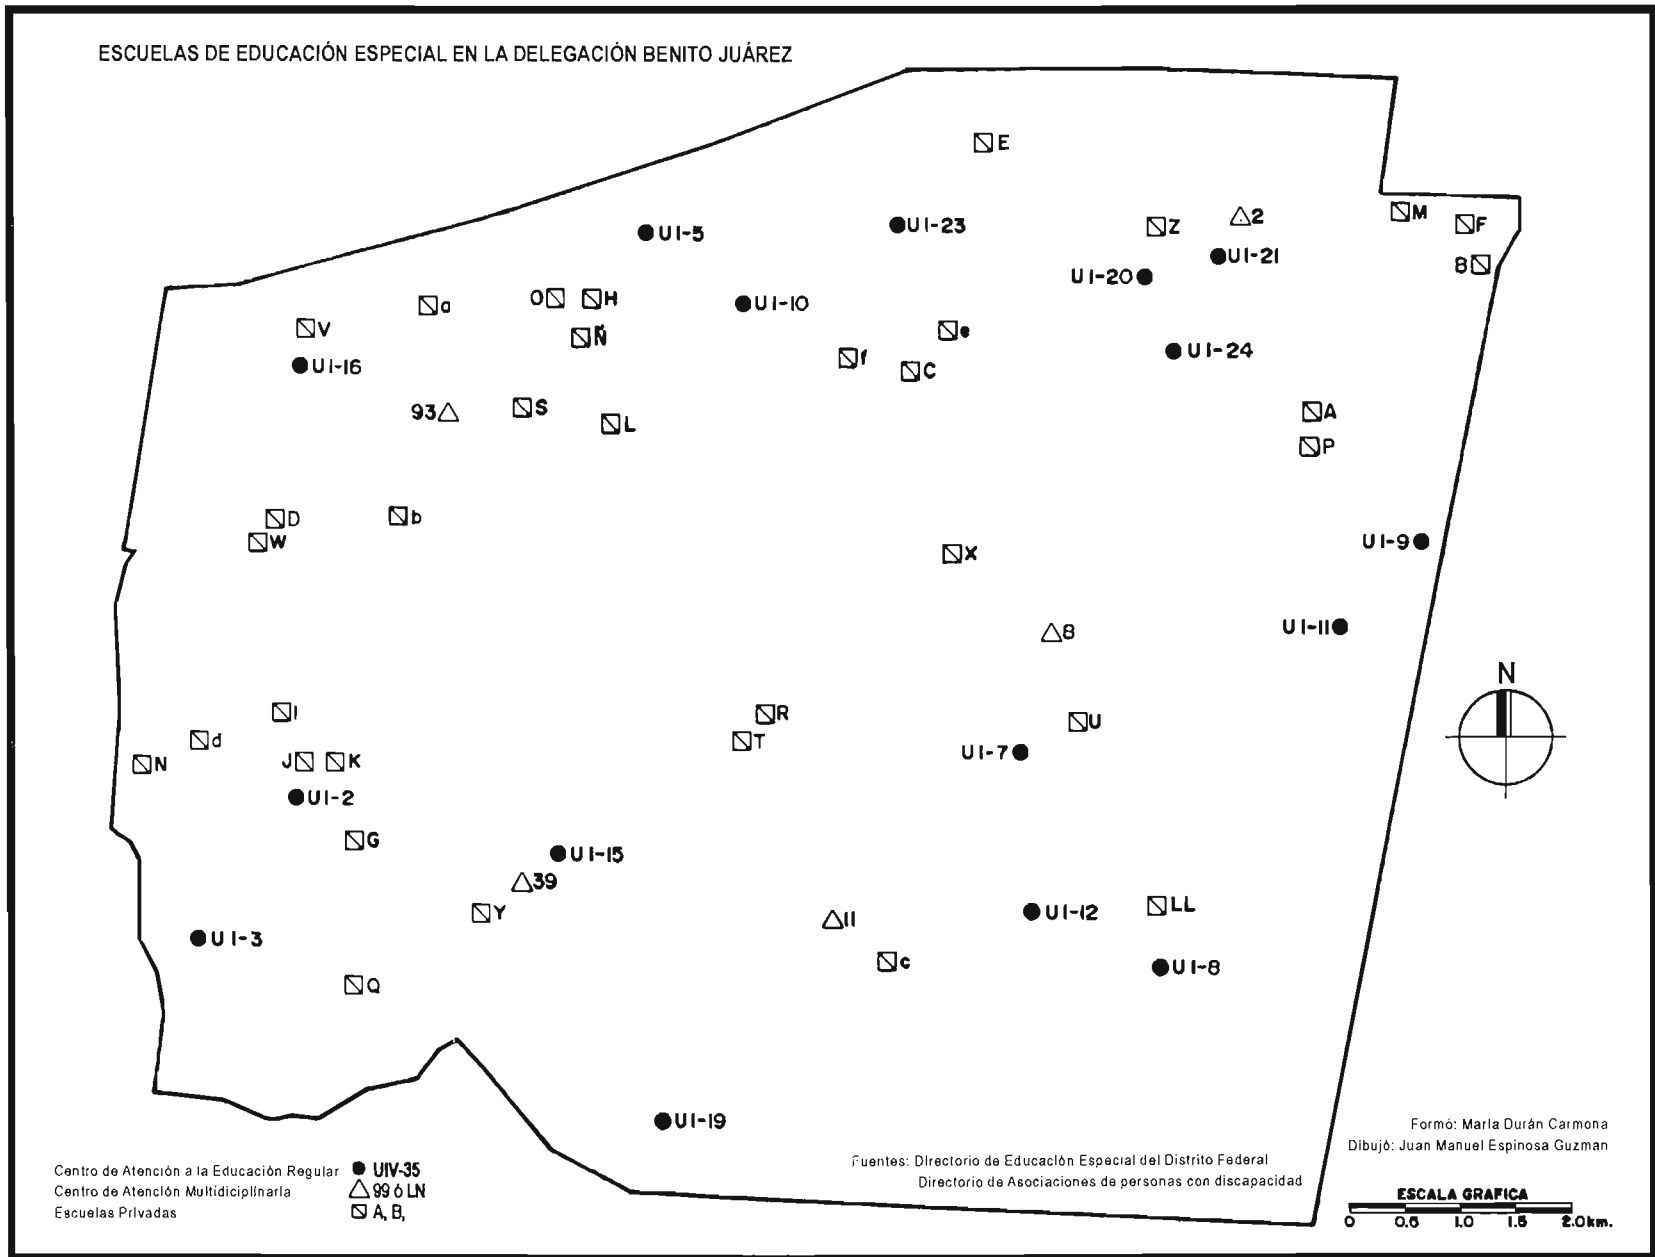 ESCUELAS DE EDUCACIÓN ESPECIAL EN LA DELEGACIÓN BENITO JUÁREZ
E
M
F
8
Z
2
UI-5
UI-23
UI-21
UI-20
a
O
H
UI-10
V
Ñ
e
f
C
UI-24
UI-16
93
S
L
A
P
D
b
W
X
UI-9
8
UI-11
N
I
R
U
d
T
N
J
K
UI-7
UI-2
G
UI-15
39
Y
11
UI-12
LL
UI-3
c
UI-8
Q
UI-19
Formó: María Durán Carmona
Dibujó: Juan Manuel Espinosa Guzman
Fuentes: Directorio de Educación Especial del Distrito Federal
Directorio de Asociaciones de personas con discapacidad
Centro de Atención a la Educación Regular UIV-35
Centro de Atención Multidiciplinaria 99 ó LN
Escuelas Privadas A, B,
ESCALA GRAFICA
0 0.5 1.0 1.5 2.0 km.